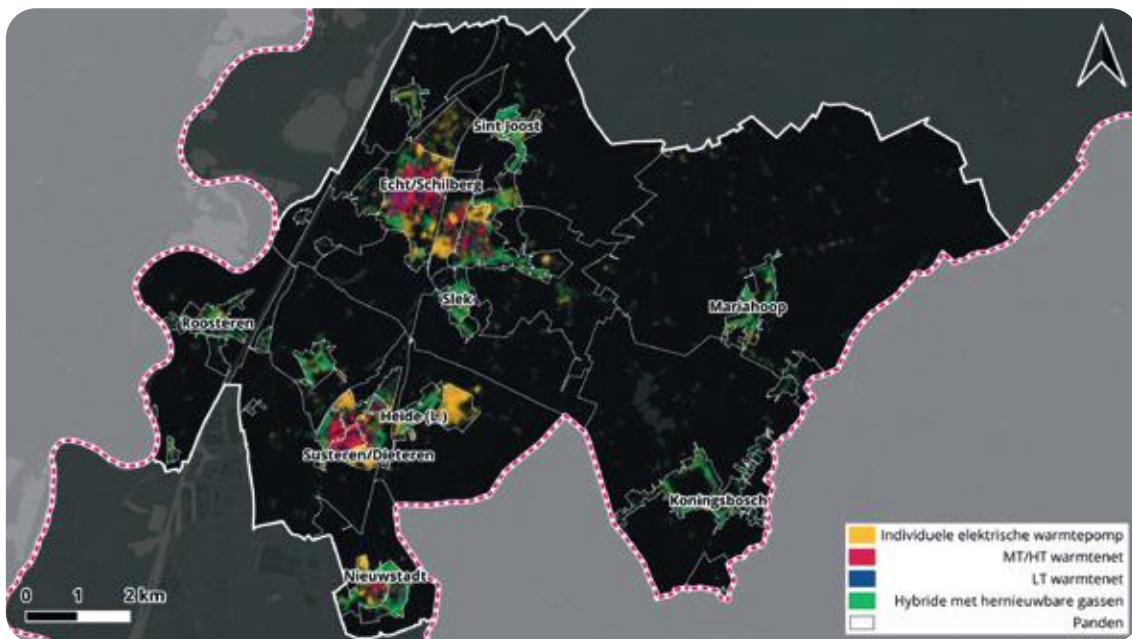 Sint Joost
Echt/Schilberg
Slek
Mariahoop
Roosteren
Heide (L.)
Susteren/Dieteren
Koningsbosch
Nieuwstadt
0 1 2 km
Individuele elektrische warmtepomp
MT/HT warmtenet
LT warmtenet
Hybride met hernieuwbare gassen
Panden